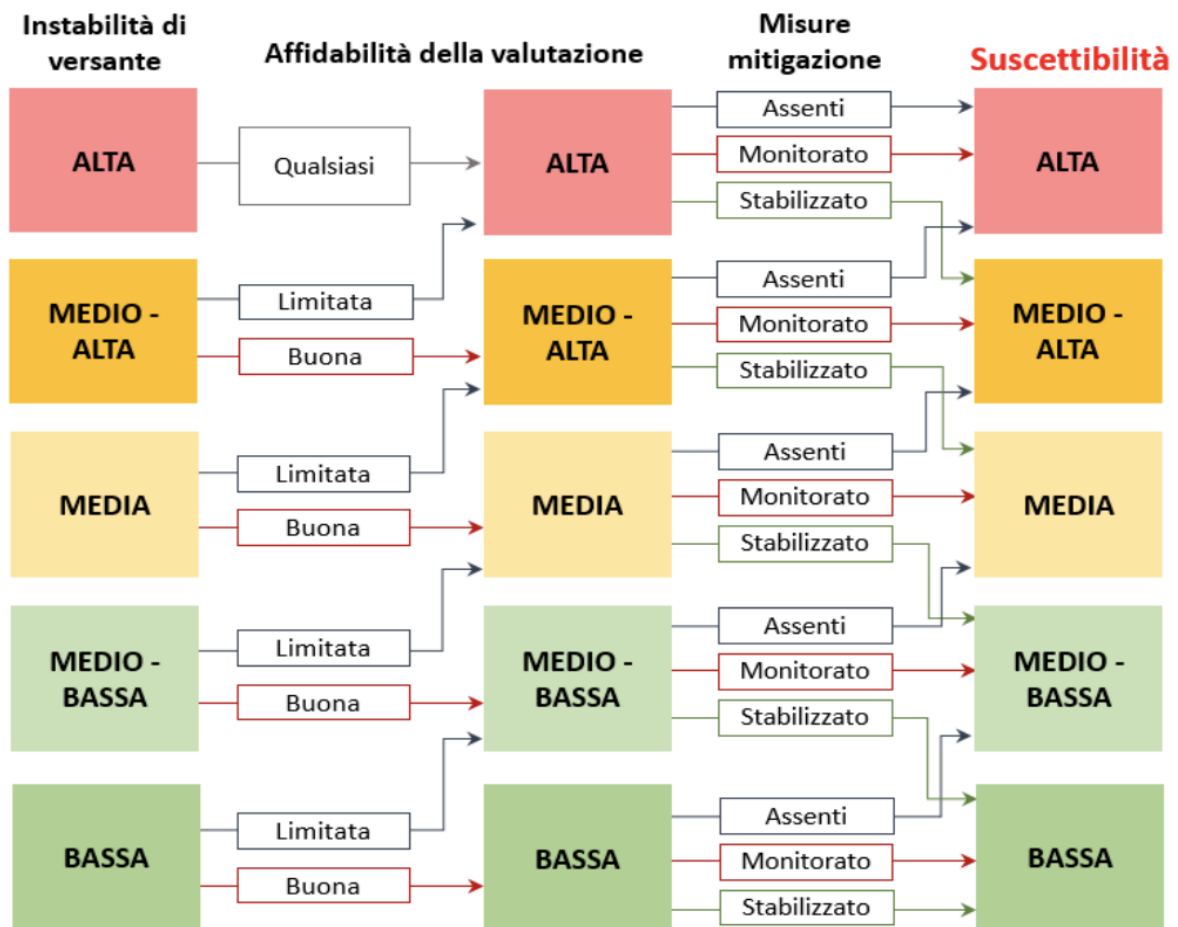 Instabilità di
versante
Affidabilità della valutazione
Misure
mitigazione
Suscettibilità
ALTA
Qualsiasi
ALTA
Assenti
Monitorato
Stabilizzato
ALTA
MEDIO -
ALTA
Limitata
Buona
MEDIO -
ALTA
Assenti
Monitorato
Stabilizzato
MEDIO -
ALTA
MEDIA
Limitata
Buona
MEDIA
Assenti
Monitorato
Stabilizzato
MEDIA
MEDIO -
BASSA
Limitata
Buona
MEDIO -
BASSA
Assenti
Monitorato
Stabilizzato
MEDIO -
BASSA
BASSA
Limitata
Buona
BASSA
Assenti
Monitorato
Stabilizzato
BASSA